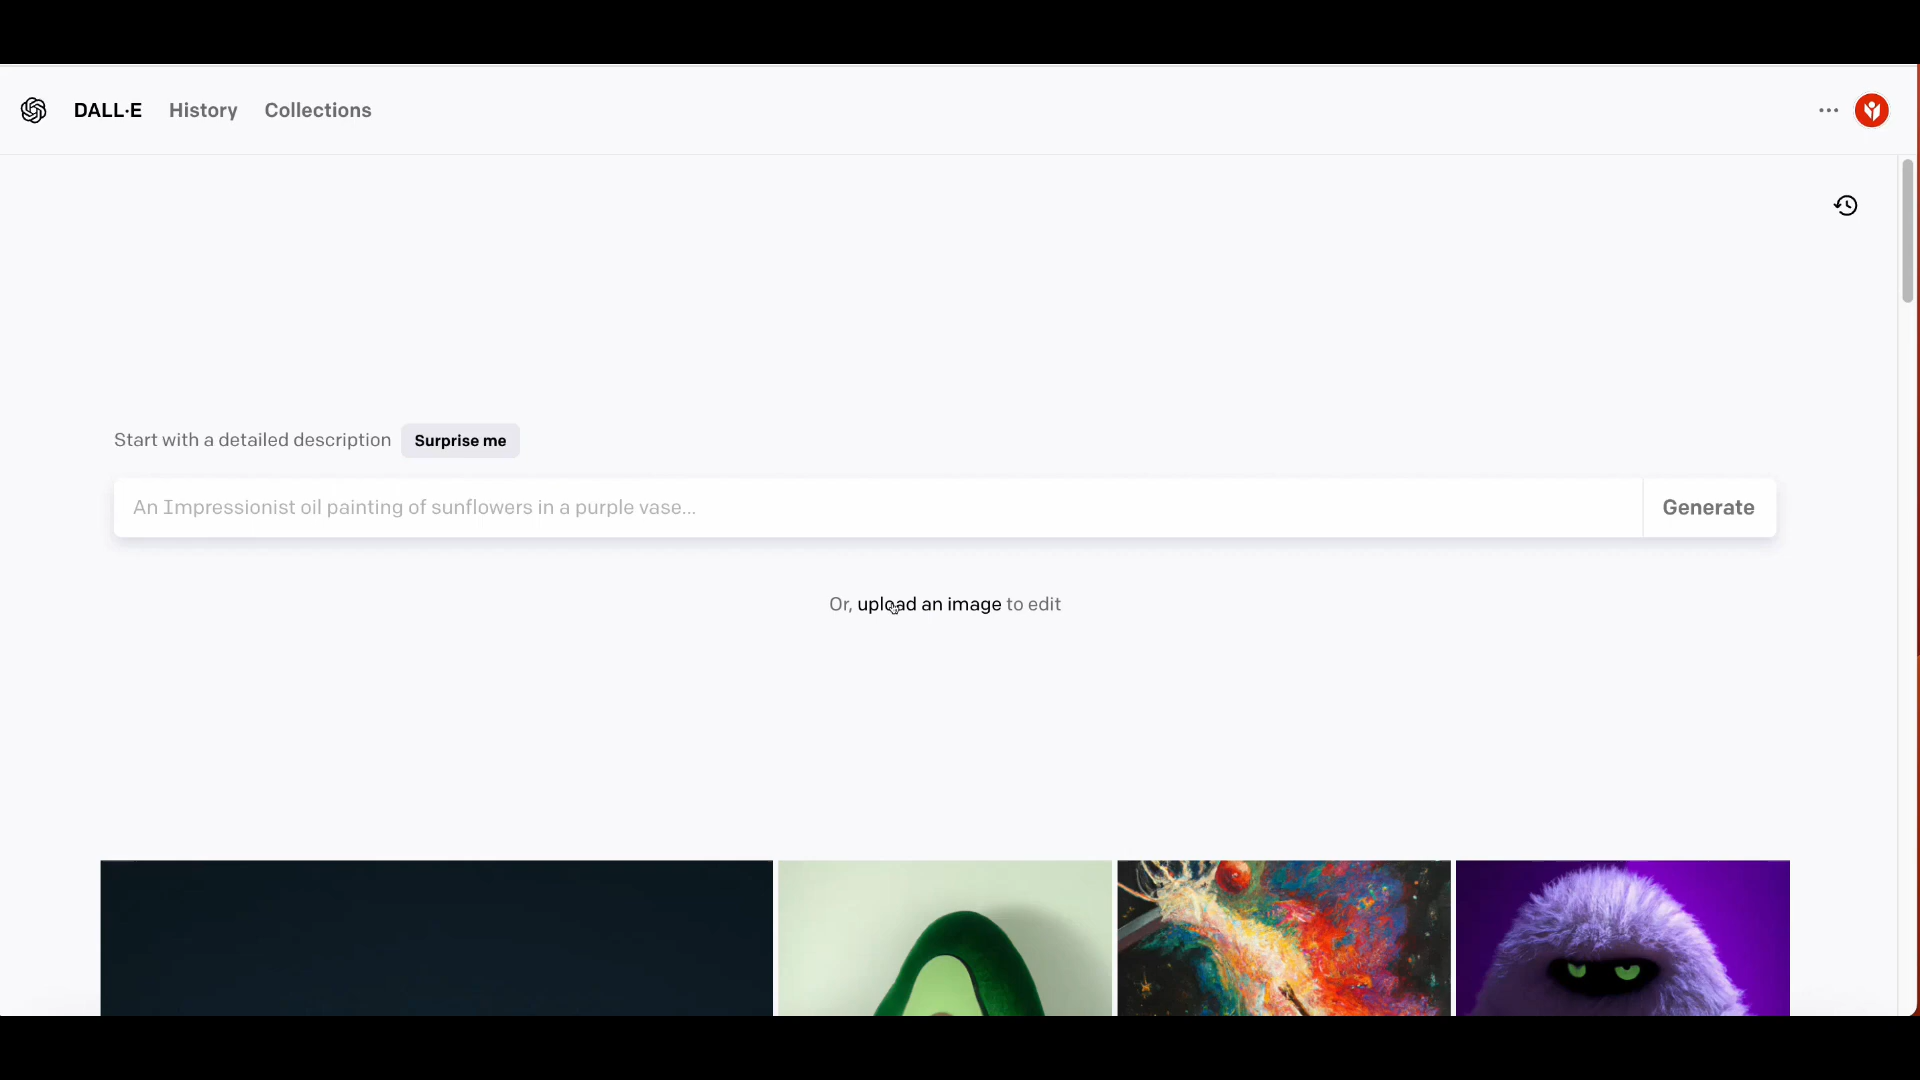 DALL·E History Collections
Start with a detailed description Surprise me
An Impressionist oil painting of sunflowers in a purple vase... Generate
Or, upload an image to edit